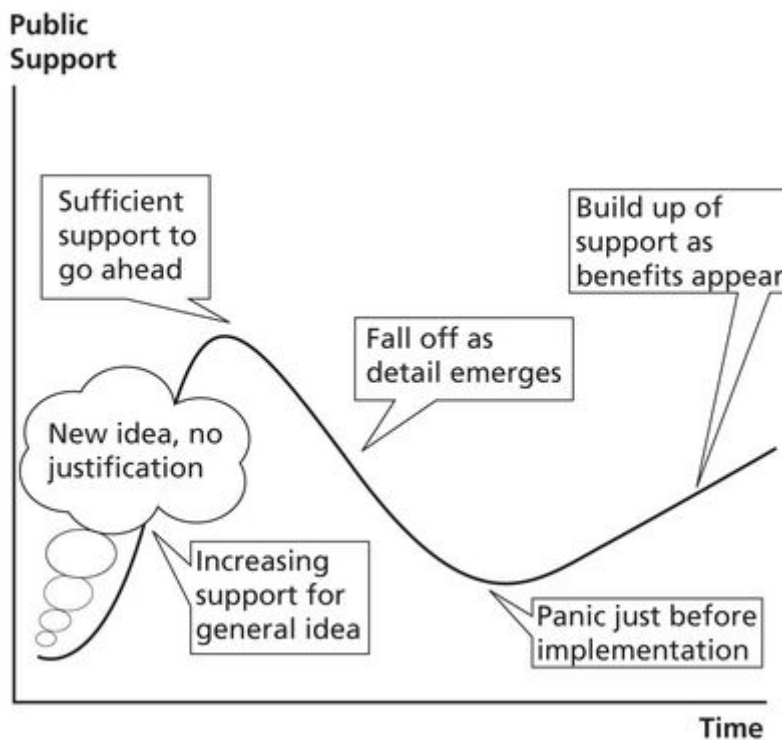 Public
Support
Sufficient
support to
go ahead
Build up of
support as
benefits appear
Fall off as
detail emerges
New idea, no
justification
Increasing
support for
general idea
Panic just before
implementation
Time